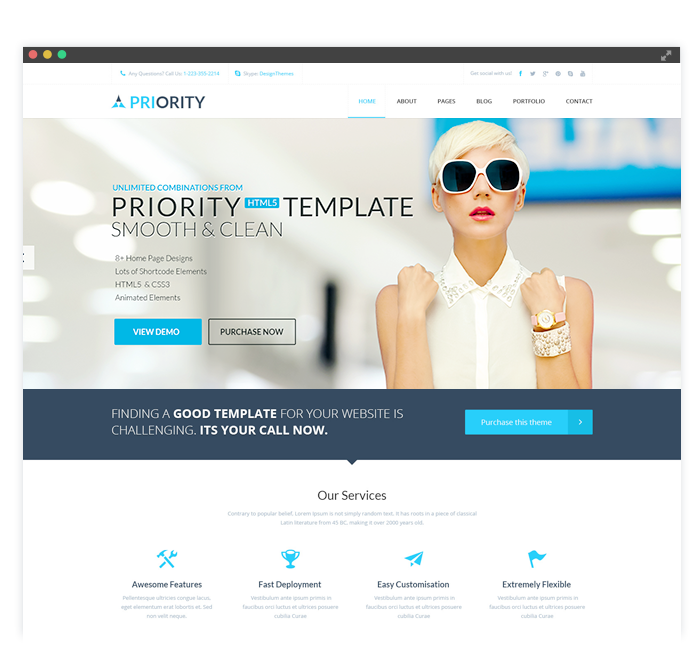 Any Questions? Call Us: 1-223-355-2214 Skype: DesignThemes Get social with us!
PRIORITY HOME ABOUT PAGES BLOG PORTFOLIO CONTACT
UNLIMITED COMBINATIONS FROM
PRIORITY HTML5 TEMPLATE
SMOOTH & CLEAN
8+ Home Page Designs
Lots of Shortcode Elements
HTML5 & CSS3
Animated Elements
VIEW DEMO PURCHASE NOW
FINDING A GOOD TEMPLATE FOR YOUR WEBSITE IS
CHALLENGING. ITS YOUR CALL NOW.
Purchase this theme
Our Services
Contrary to popular belief, Lorem Ipsum is not simply random text. It has roots in a piece of classical
Latin literature from 45 BC, making it over 2000 years old.
Awesome Features Fast Deployment Easy Customisation Extremely Flexible
Pellentesque ultricies congue lacus, Vestibulum ante ipsum primis in Vestibulum ante ipsum primis in Vestibulum ante ipsum primis in
eget elementum erat lobortis et. Sed faucibus orci luctus et ultrices posuere faucibus orci luctus et ultrices posuere faucibus orci luctus et ultrices posuere
non velit neque. cubilia Curae cubilia Curae cubilia Curae